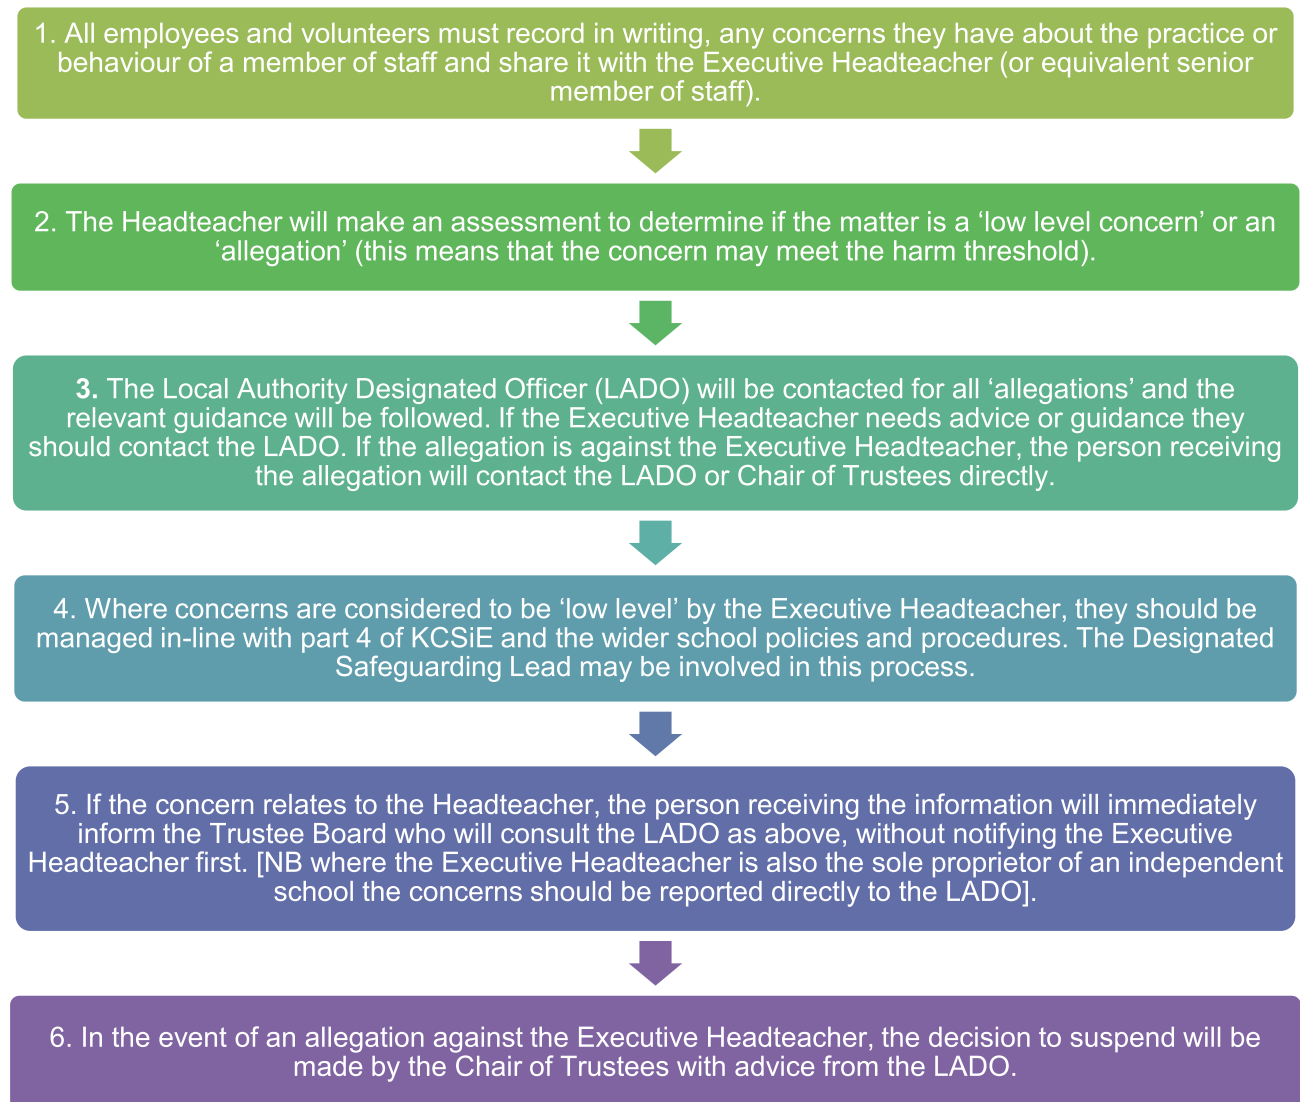 1. All employees and volunteers must record in writing, any concerns they have about the practice or
behaviour of a member of staff and share it with the Executive Headteacher (or equivalent senior
member of staff).
2. The Headteacher will make an assessment to determine if the matter is a ‘low level concern’ or an
‘allegation’ (this means that the concern may meet the harm threshold).
3. The Local Authority Designated Officer (LADO) will be contacted for all ‘allegations’ and the
relevant guidance will be followed. If the Executive Headteacher needs advice or guidance they
should contact the LADO. If the allegation is against the Executive Headteacher, the person receiving
the allegation will contact the LADO or Chair of Trustees directly.
4. Where concerns are considered to be ‘low level’ by the Executive Headteacher, they should be
managed in-line with part 4 of KCSiE and the wider school policies and procedures. The Designated
Safeguarding Lead may be involved in this process.
5. If the concern relates to the Headteacher, the person receiving the information will immediately
inform the Trustee Board who will consult the LADO as above, without notifying the Executive
Headteacher first. [NB where the Executive Headteacher is also the sole proprietor of an independent
school the concerns should be reported directly to the LADO].
6. In the event of an allegation against the Executive Headteacher, the decision to suspend will be
made by the Chair of Trustees with advice from the LADO.